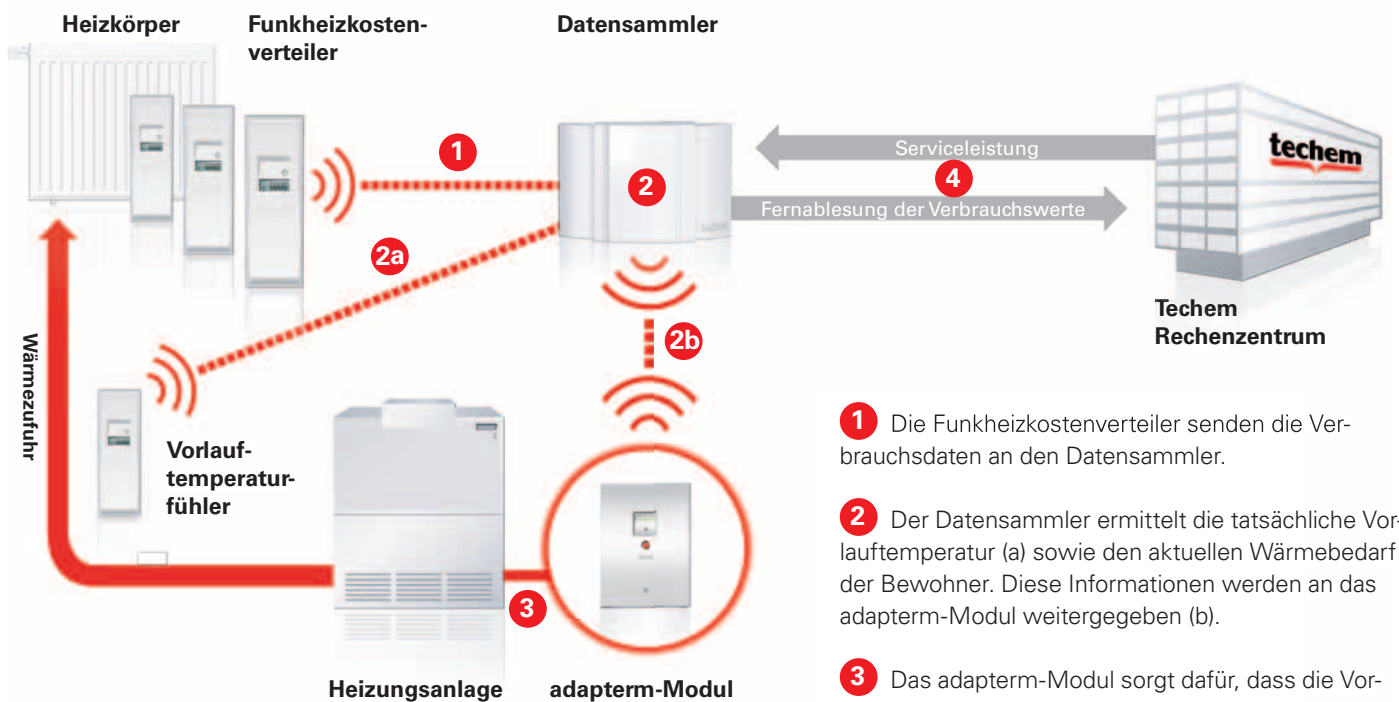 Heizkörper
Funkheizkosten-
verteiler
Datensammler
1
2
Serviceleistung
4
Fernablesung der Verbrauchswerte
techem
2a
2b
Techem
Rechenzentrum
Wärmezufuhr
Vorlauf-
temperatur-
fühler
3
Heizungsanlage
adapterm-Modul
1 Die Funkheizkostenverteiler senden die Ver-
brauchsdaten an den Datensammler.
2 Der Datensammler ermittelt die tatsächliche Vor-
lauftemperatur (a) sowie den aktuellen Wärmebedarf
der Bewohner. Diese Informationen werden an das
adapterm-Modul weitergegeben (b).
3 Das adapterm-Modul sorgt dafür, dass die Vor-